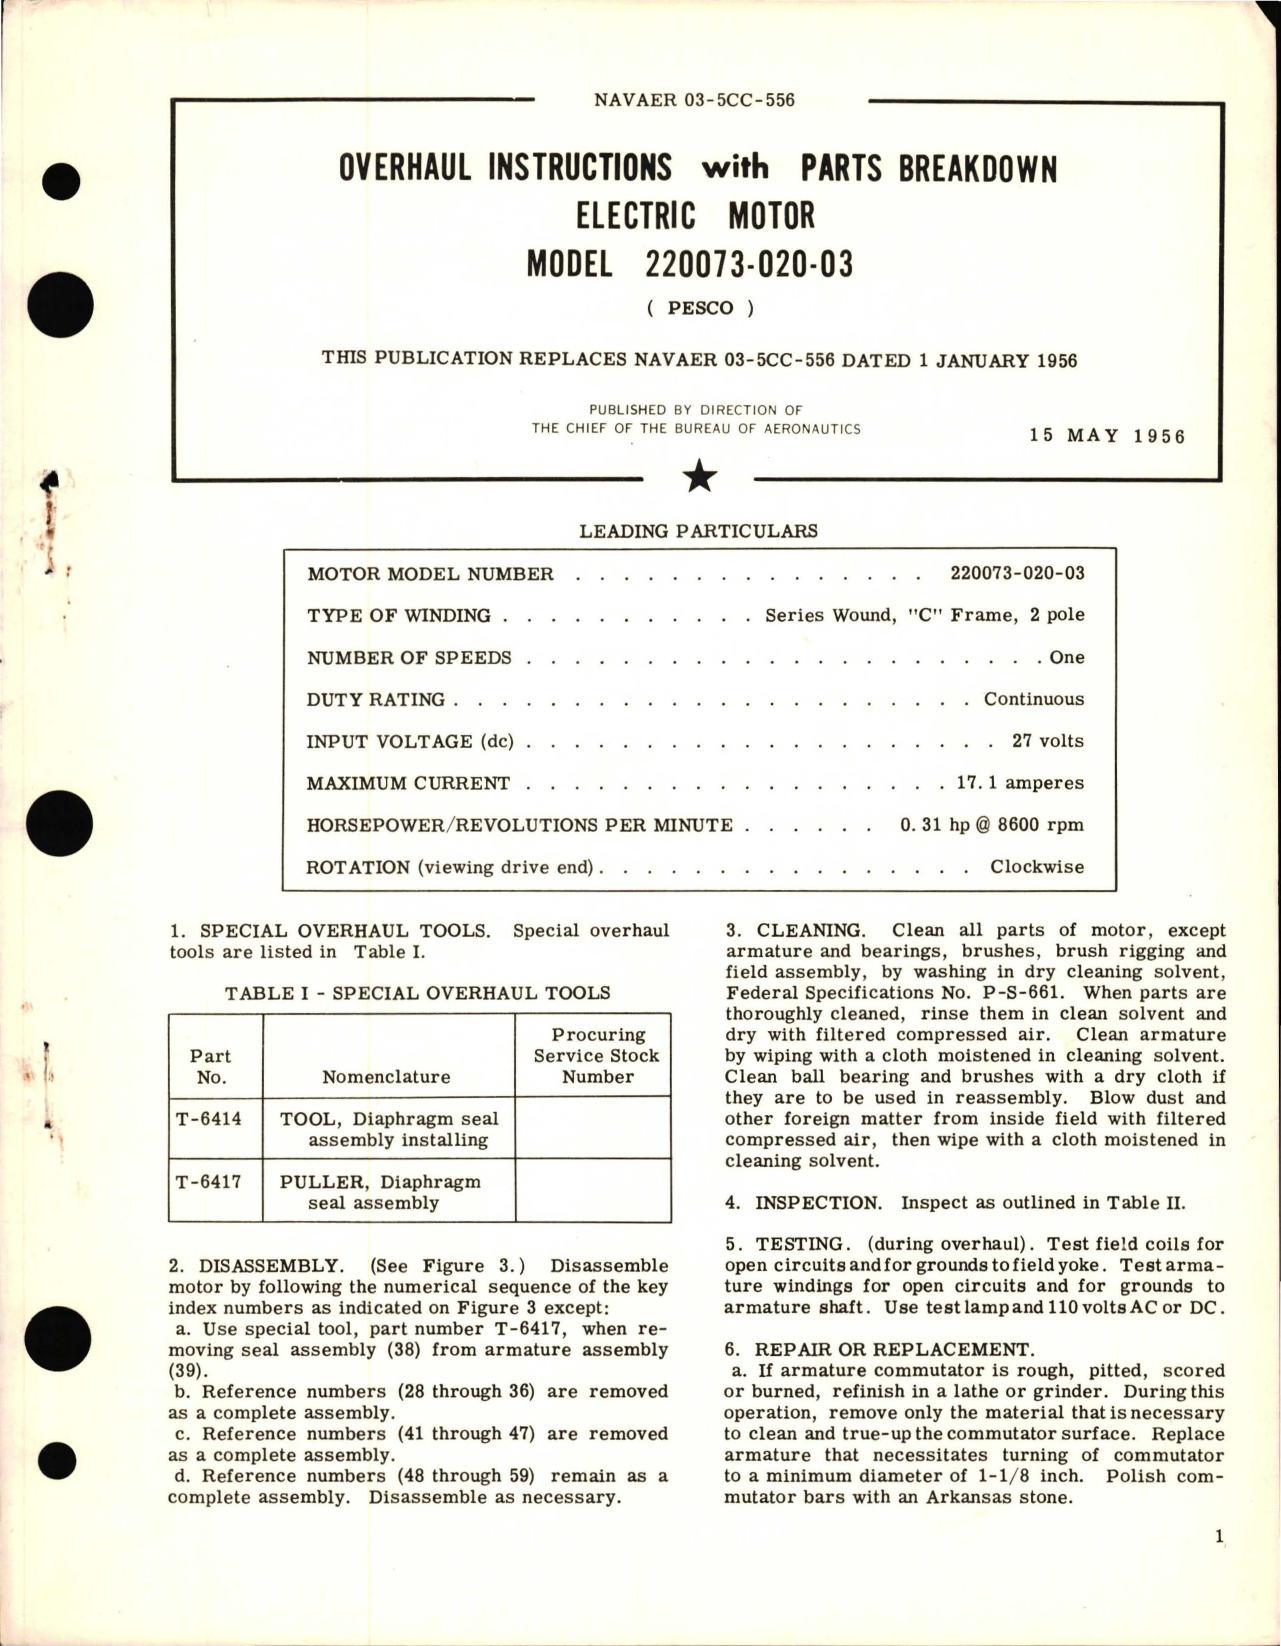 NAVAER 03-5CC-556
OVERHAUL INSTRUCTIONS with PARTS BREAKDOWN
ELECTRIC MOTOR
MODEL 220073-020-03
( PESCO )
THIS PUBLICATION REPLACES NAVAER 03-5CC-556 DATED 1 JANUARY 1956
PUBLISHED BY DIRECTION OF
THE CHIEF OF THE BUREAU OF AERONAUTICS
15 MAY 1956
LEADING PARTICULARS
MOTOR MODEL NUMBER . . . . . . . . . . . . . . . 220073-020-03
TYPE OF WINDING . . . . . . . . . . . Series Wound, "C" Frame, 2 pole
NUMBER OF SPEEDS . . . . . . . . . . . . . . . . . . . . . . One
DUTY RATING . . . . . . . . . . . . . . . . . . . . . . Continuous
INPUT VOLTAGE (dc) . . . . . . . . . . . . . . . . . . . . 27 volts
MAXIMUM CURRENT . . . . . . . . . . . . . . . . . . 17.1 amperes
HORSEPOWER/REVOLUTIONS PER MINUTE . . . . . . 0.31 hp @ 8600 rpm
ROTATION (viewing drive end) . . . . . . . . . . . . . . . . Clockwise
1. SPECIAL OVERHAUL TOOLS. Special overhaul
tools are listed in Table I.
TABLE I - SPECIAL OVERHAUL TOOLS
Part
No.
Nomenclature
Procuring
Service Stock
Number
T-6414
TOOL, Diaphragm seal
assembly installing
T-6417
PULLER, Diaphragm
seal assembly
2. DISASSEMBLY. (See Figure 3.) Disassemble
motor by following the numerical sequence of the key
index numbers as indicated on Figure 3 except:
a. Use special tool, part number T-6417, when re-
moving seal assembly (38) from armature assembly
(39).
b. Reference numbers (28 through 36) are removed
as a complete assembly.
c. Reference numbers (41 through 47) are removed
as a complete assembly.
d. Reference numbers (48 through 59) remain as a
complete assembly. Disassemble as necessary.
3. CLEANING. Clean all parts of motor, except
armature and bearings, brushes, brush rigging and
field assembly, by washing in dry cleaning solvent,
Federal Specifications No. P-S-661. When parts are
thoroughly cleaned, rinse them in clean solvent and
dry with filtered compressed air. Clean armature
by wiping with a cloth moistened in cleaning solvent.
Clean ball bearing and brushes with a dry cloth if
they are to be used in reassembly. Blow dust and
other foreign matter from inside field with filtered
compressed air, then wipe with a cloth moistened in
cleaning solvent.
4. INSPECTION. Inspect as outlined in Table II.
5. TESTING. (during overhaul). Test field coils for
open circuits and for grounds to field yoke. Test arma-
ture windings for open circuits and for grounds to
armature shaft. Use test lamp and 110 volts AC or DC.
6. REPAIR OR REPLACEMENT.
a. If armature commutator is rough, pitted, scored
or burned, refinish in a lathe or grinder. During this
operation, remove only the material that is necessary
to clean and true-up the commutator surface. Replace
armature that necessitates turning of commutator
to a minimum diameter of 1-1/8 inch. Polish com-
mutator bars with an Arkansas stone.
1